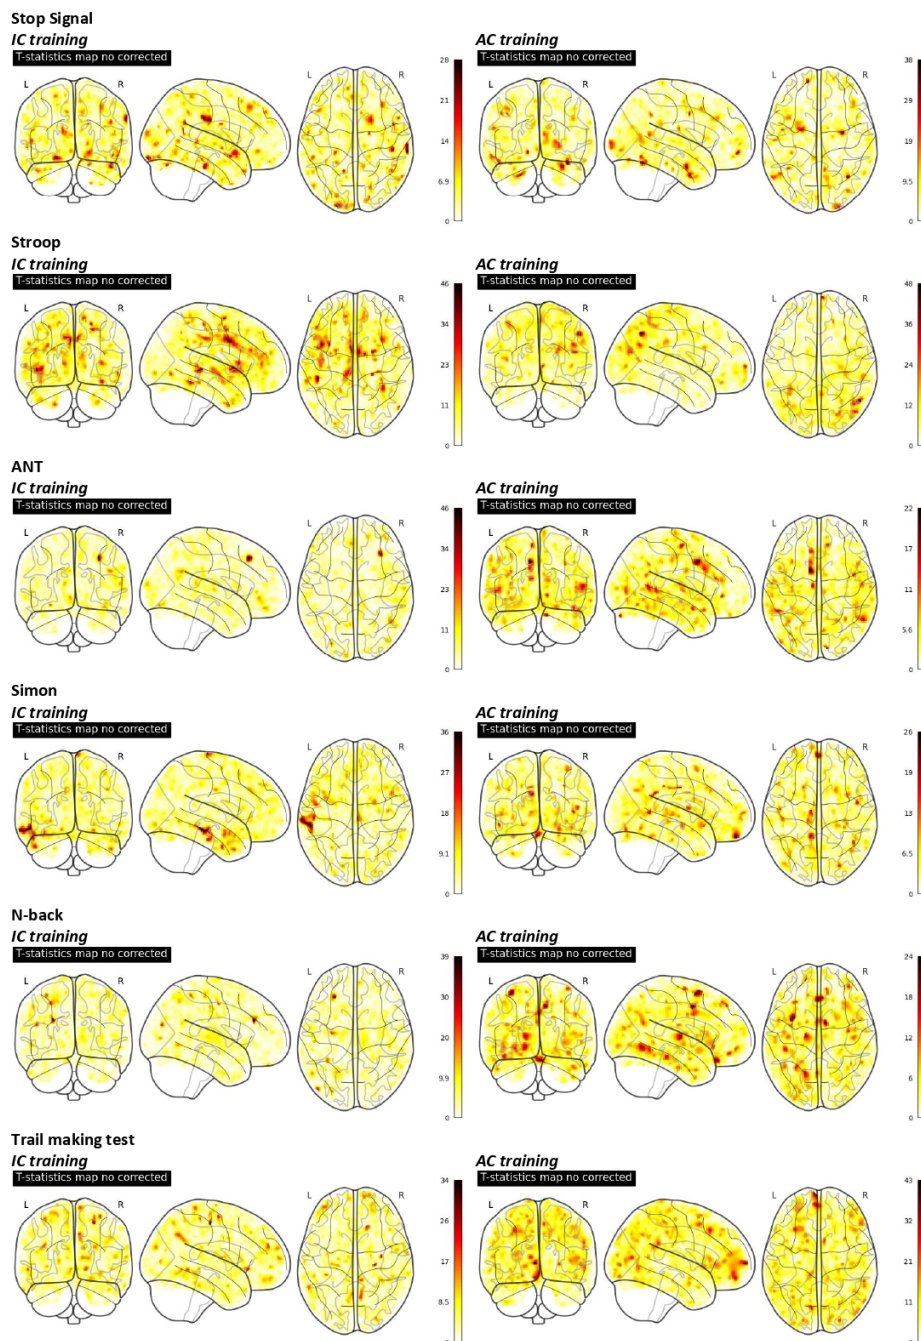 Stop Signal
IC training
AC training
T-statistics map no corrected
T-statistics map no corrected
L R
L R
28
21
14
6.9
0
L R
L R
38
29
19
9.5
0
Stroop
IC training
AC training
T-statistics map no corrected
T-statistics map no corrected
L R
L R
46
34
23
11
0
L R
L R
48
36
24
12
0
ANT
IC training
AC training
T-statistics map no corrected
T-statistics map no corrected
L R
L R
46
34
23
11
0
L R
L R
22
17
11
5.6
0
Simon
IC training
AC training
T-statistics map no corrected
T-statistics map no corrected
L R
L R
36
27
18
9.1
0
L R
L R
26
19
13
6.5
0
N-back
IC training
AC training
T-statistics map no corrected
T-statistics map no corrected
L R
L R
39
30
20
9.9
0
L R
L R
24
18
12
6
0
Trail making test
IC training
AC training
T-statistics map no corrected
T-statistics map no corrected
L R
L R
34
26
17
8.5
L R
L R
43
32
21
11